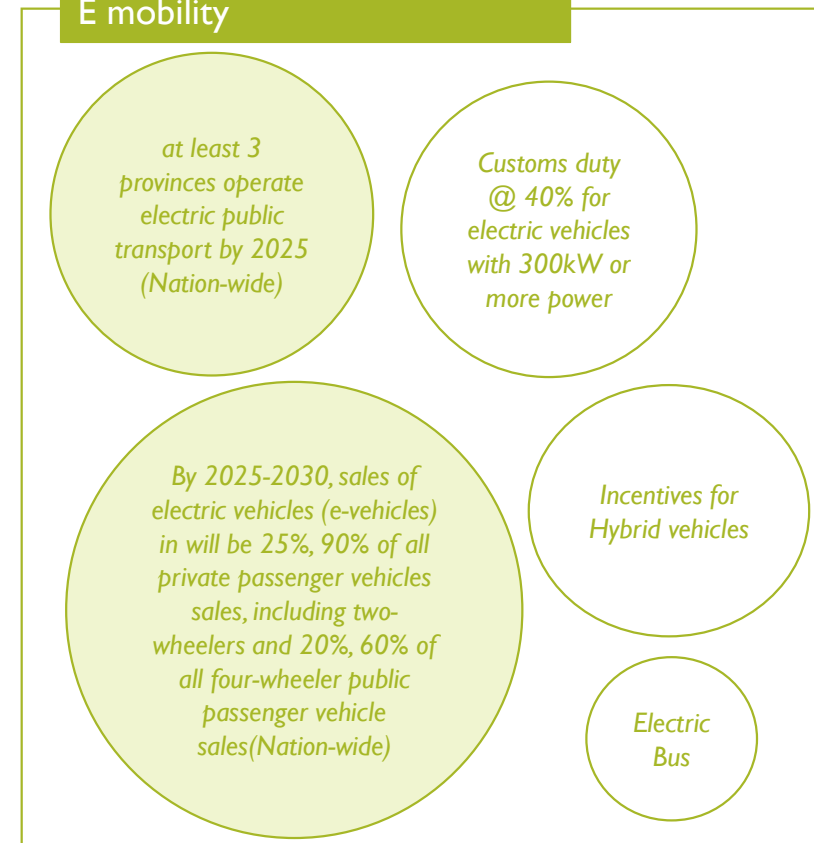 E mobility
at least 3
provinces operate
electric public
transport by 2025
(Nation-wide)
Customs duty
@ 40% for
electric vehicles
with 300kW or
more power
By 2025-2030, sales of
electric vehicles (e-vehicles)
in will be 25%, 90% of all
private passenger vehicles
sales, including two-
wheelers and 20%, 60% of
all four-wheeler public
passenger vehicle
sales(Nation-wide)
Incentives for
Hybrid vehicles
Electric
Bus